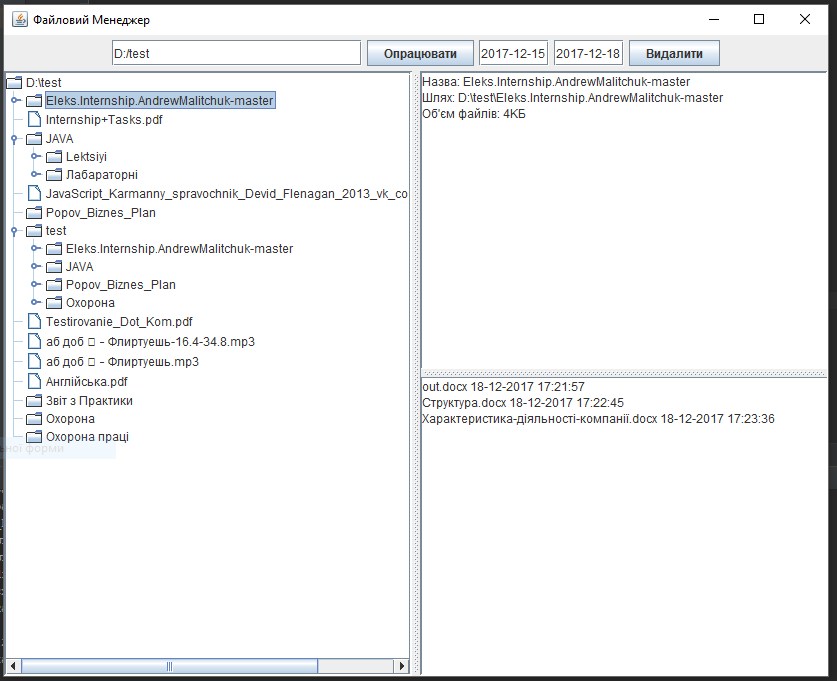 Файловий Менеджер
D:/test Опрацювати 2017-12-15 2017-12-18 Видалити
D:\test
Eleks.Internship.AndrewMalitchuk-master
Internship+Tasks.pdf
JAVA
Lektsiyi
Лабараторні
JavaScript_Karmanny_spravochnik_Devid_Flenagan_2013_vk_co
Popov_Biznes_Plan
test
Eleks.Internship.AndrewMalitchuk-master
JAVA
Popov_Biznes_Plan
Охорона
Testirovanie_Dot_Kom.pdf
аб доб ▯ - Флиртуешь-16.4-34.8.mp3
аб доб ▯ - Флиртуешь.mp3
Англійська.pdf
Звіт з Практики
Охорона
Охорона праці
ьної форми
Назва: Eleks.Internship.AndrewMalitchuk-master
Шлях: D:\test\Eleks.Internship.AndrewMalitchuk-master
Об'єм файлів: 4КБ
out.docx 18-12-2017 17:21:57
Структура.docx 18-12-2017 17:22:45
Характеристика-діяльності-компанії.docx 18-12-2017 17:23:36